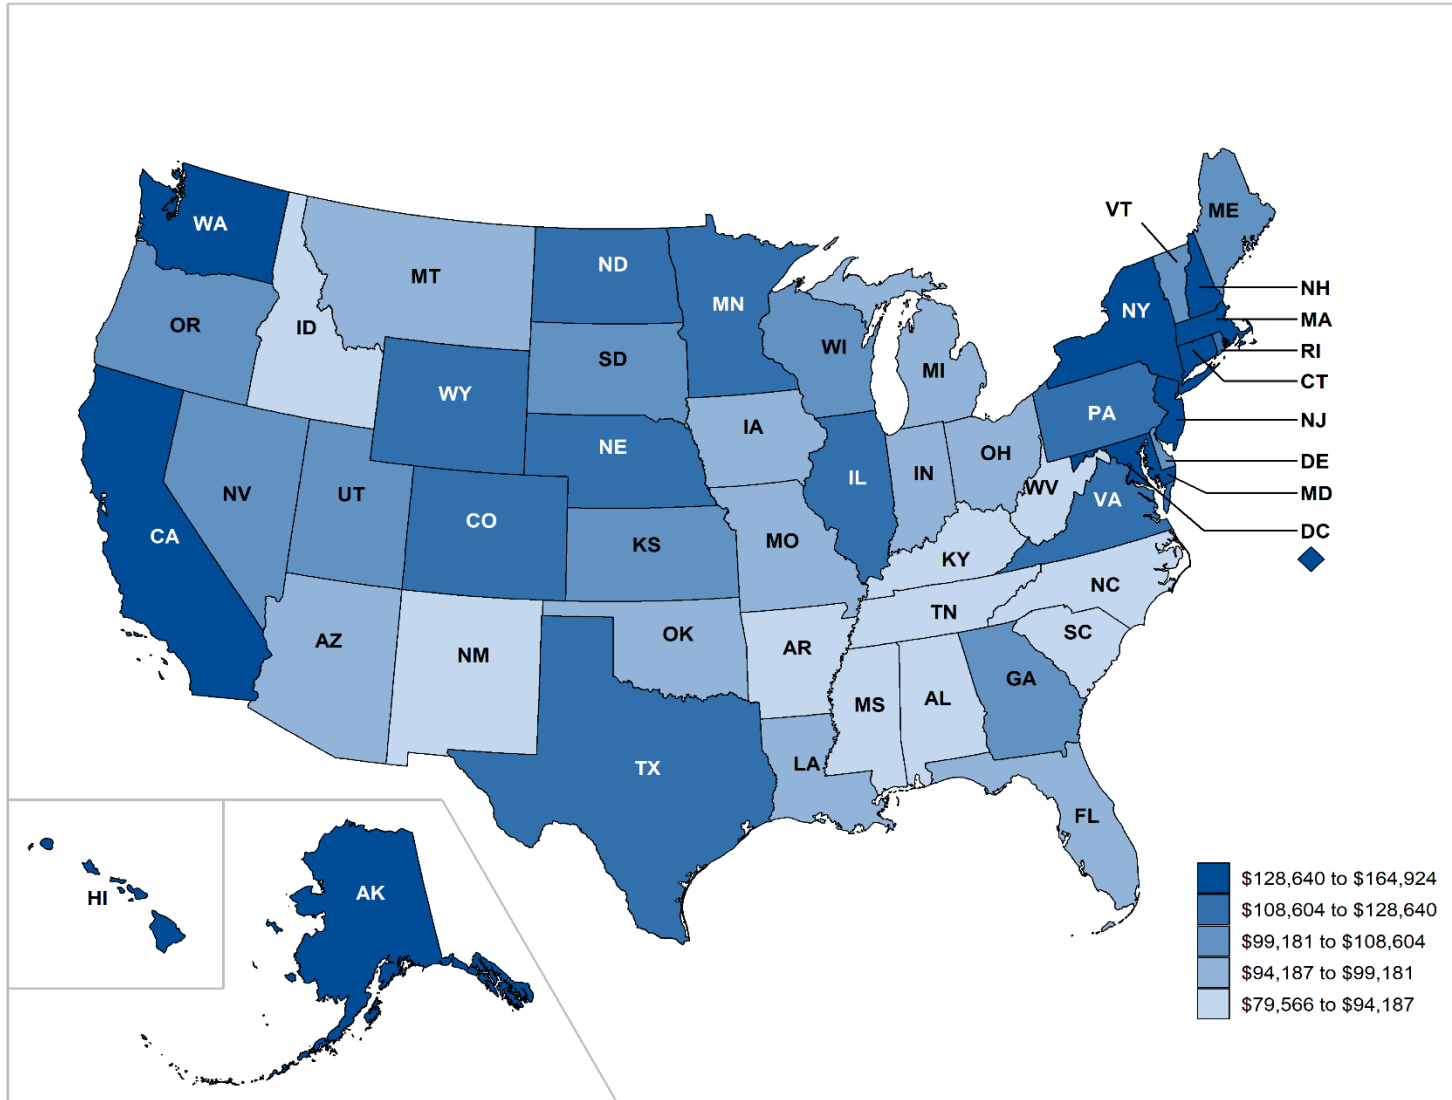 WA
MT
ND
MN
VT
ME
OR
ID
SD
WI
MI
NY
NH
MA
RI
CT
NJ
DE
MD
DC
WY
NE
IA
IL
IN
OH
PA
WV
VA
CA
NV
UT
CO
KS
MO
KY
NC
TN
SC
AZ
NM
OK
AR
MS
AL
GA
TX
LA
FL
HI
AK
$128,640 to $164,924
$108,604 to $128,640
$99,181 to $108,604
$94,187 to $99,181
$79,566 to $94,187